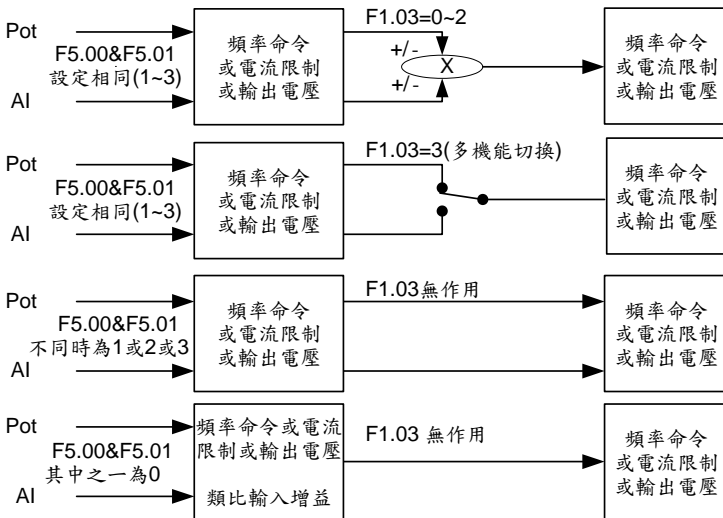 Pot
F5.00&F5.01
設定相同(1~3)
AI
頻率命令
或電流限制
或輸出電壓
F1.03=0~2
+/-
X
+/-
頻率命令
或電流限制
或輸出電壓
Pot
F5.00&F5.01
設定相同(1~3)
AI
頻率命令
或電流限制
或輸出電壓
F1.03=3(多機能切換)
頻率命令
或電流限制
或輸出電壓
Pot
F5.00&F5.01
不同時為1或2或3
AI
頻率命令
或電流限制
或輸出電壓
F1.03無作用
頻率命令
或電流限制
或輸出電壓
Pot
F5.00&F5.01
其中之一為0
AI
頻率命令或電流
限制或輸出電壓
類比輸入增益
F1.03 無作用
頻率命令
或電流限制
或輸出電壓